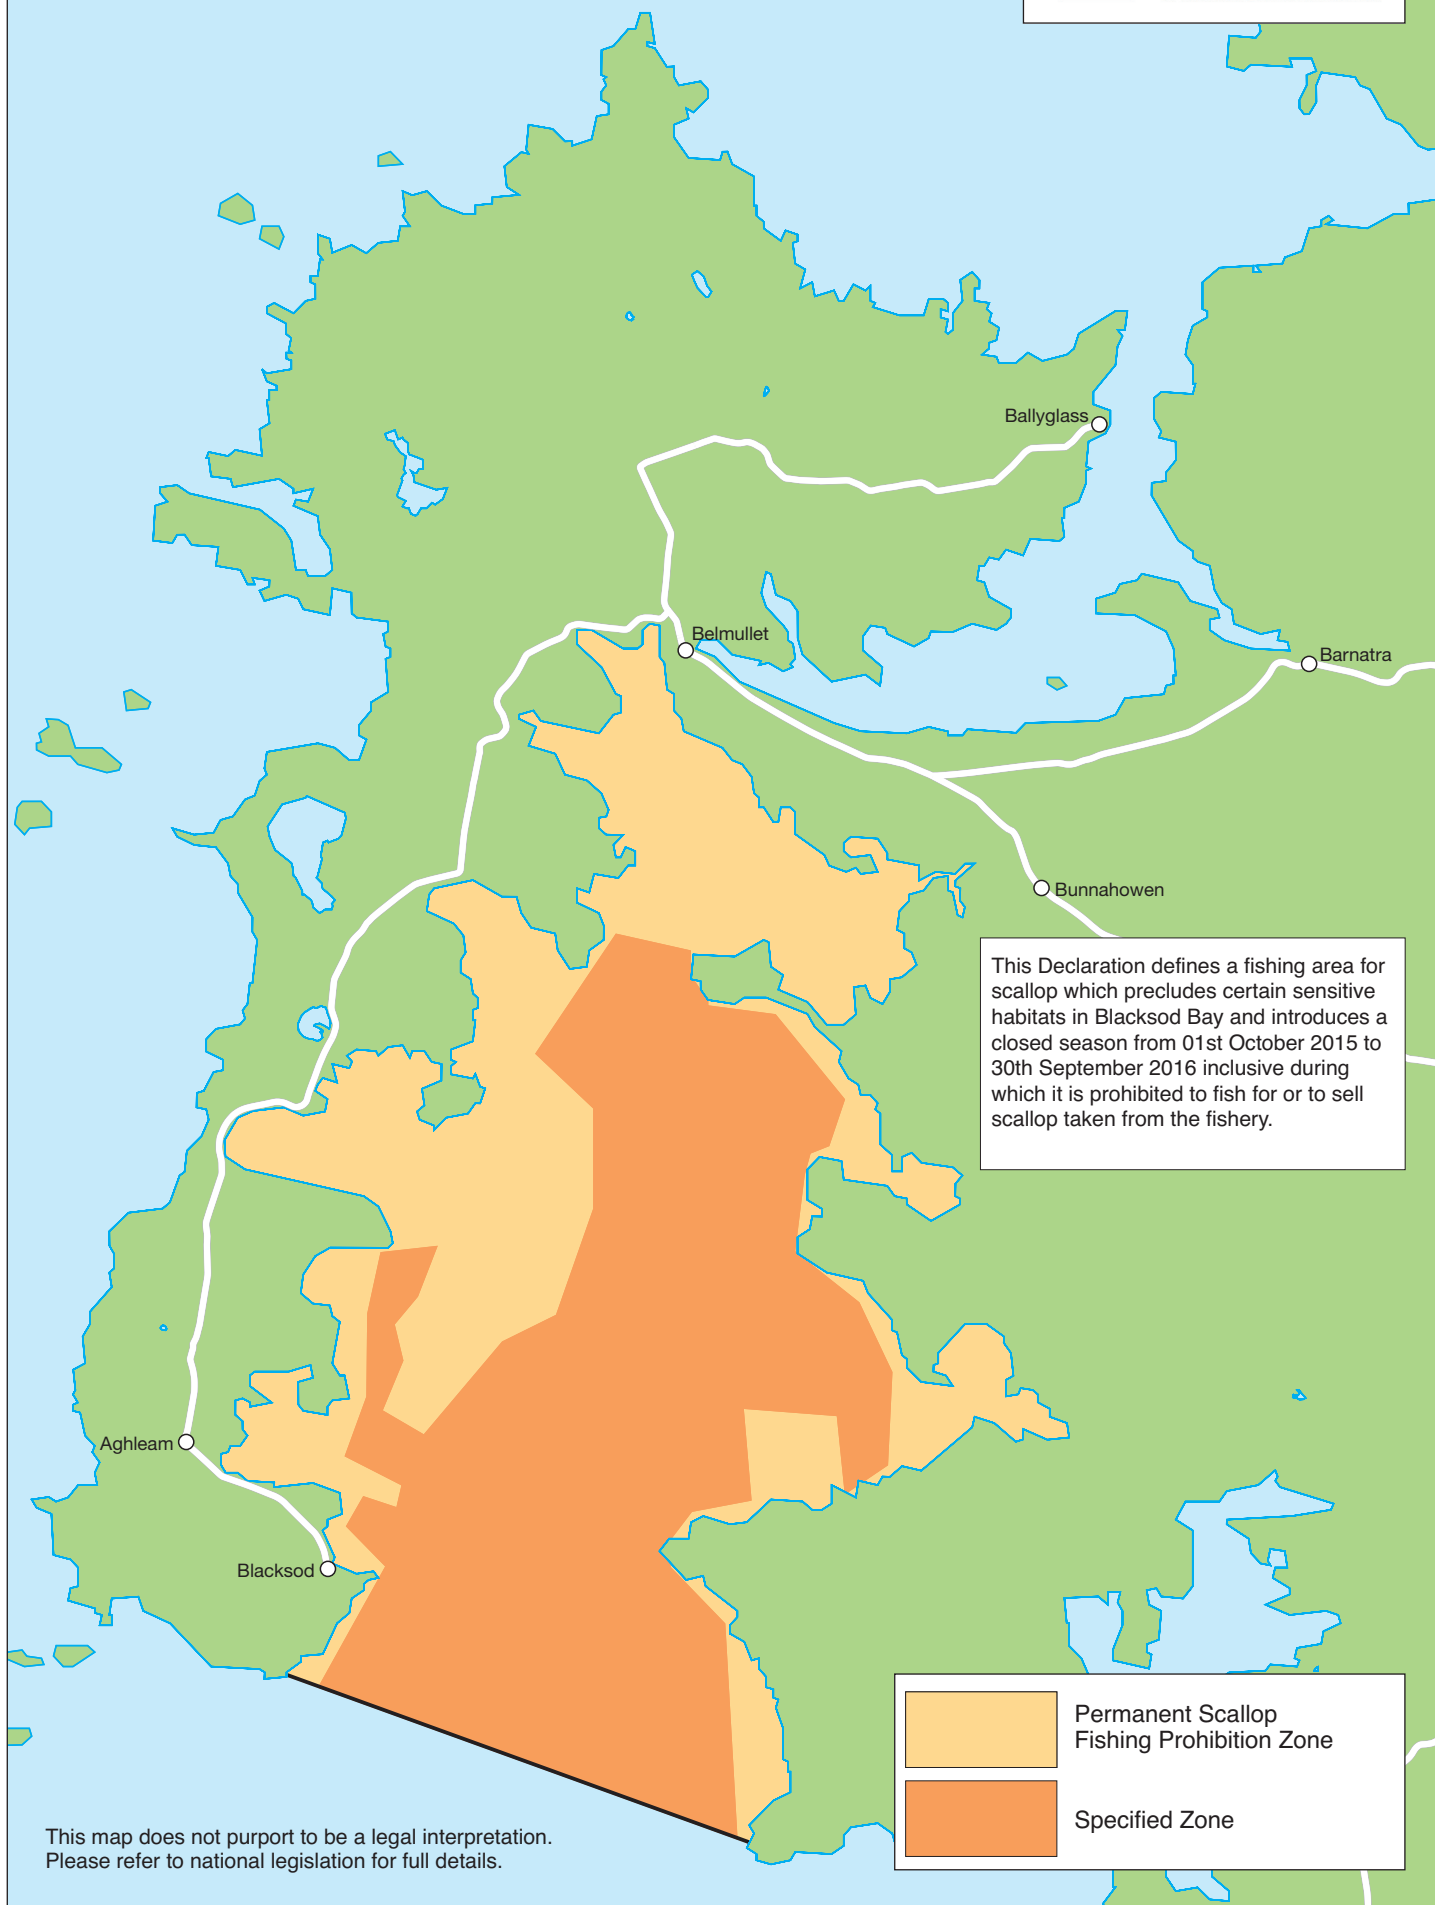 Ballyglass
Belmullet
Barnatra
Bunnahowen
This Declaration defines a fishing area for
scallop which precludes certain sensitive
habitats in Blacksod Bay and introduces a
closed season from 01st October 2015 to
30th September 2016 inclusive during
which it is prohibited to fish for or to sell
scallop taken from the fishery.
Aghleam
Blacksod
Permanent Scallop
Fishing Prohibition Zone
Specified Zone
This map does not purport to be a legal interpretation.
Please refer to national legislation for full details.